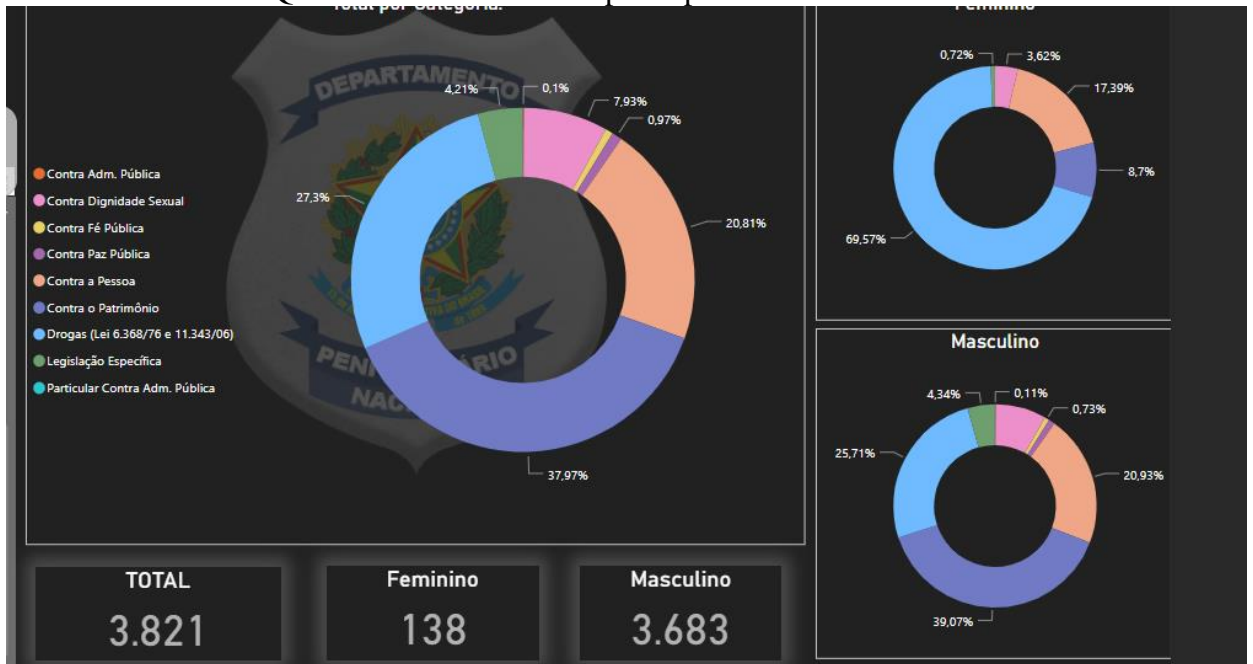 Total por Categoria.
DEPARTAMENTO
4,21%
0,1%
7,93%
0,97%
20,81%
37,97%
27,3%
Contra Adm. Pública
Contra Dignidade Sexual
Contra Fé Pública
Contra Paz Pública
Contra a Pessoa
Contra o Patrimônio
Drogas (Lei 6.368/76 e 11.343/06)
Legislação Específica
Particular Contra Adm. Pública
Feminino
0,72%
3,62%
17,39%
8,7%
69,57%
Masculino
4,34%
0,11%
0,73%
20,93%
39,07%
25,71%
TOTAL
3.821
Feminino
138
Masculino
3.683